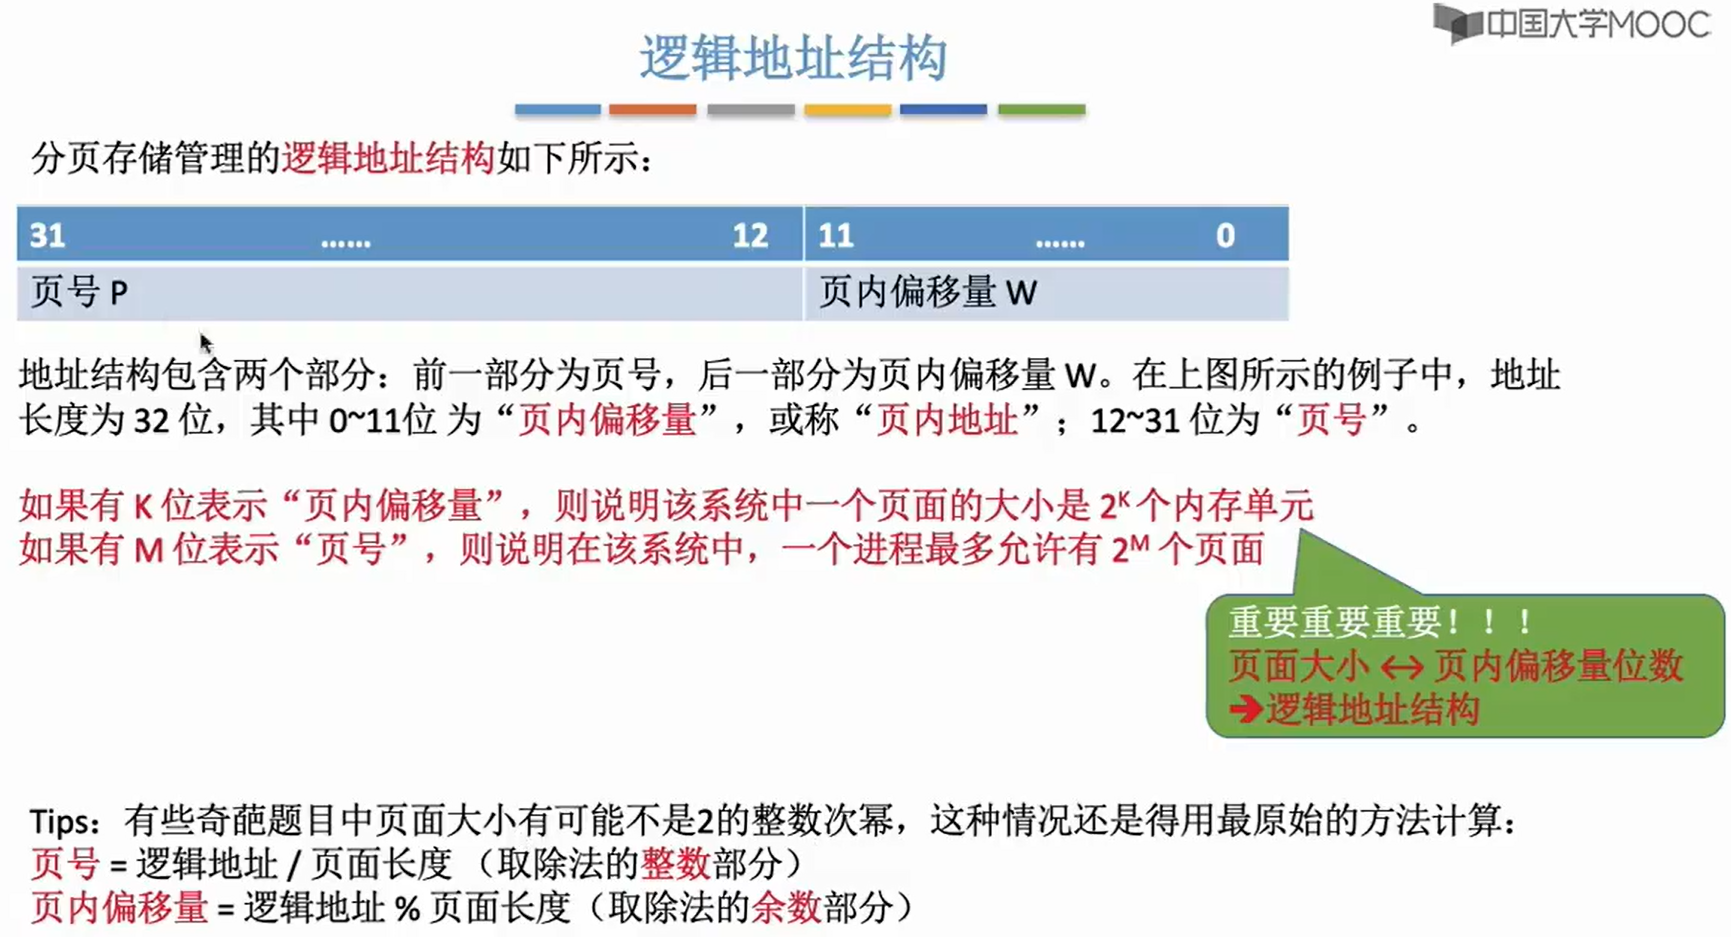 中国大学MOOC
逻辑地址结构
分页存储管理的逻辑地址结构如下所示：
31 …… 12 11 …… 0
页号 P 页内偏移量 W
地址结构包含两个部分：前一部分为页号，后一部分为页内偏移量 W。在上图所示的例子中，地址
长度为 32 位，其中 0~11位 为“页内偏移量”，或称“页内地址”；12~31 位为“页号”。
如果有 K 位表示“页内偏移量”，则说明该系统中一个页面的大小是 2ᴷ 个内存单元
如果有 M 位表示“页号”，则说明在该系统中，一个进程最多允许有 2ᴹ 个页面
重要重要重要！！！
页面大小 ↔ 页内偏移量位数
➔逻辑地址结构
Tips：有些奇葩题目中页面大小有可能不是2的整数次幂，这种情况还是得用最原始的方法计算：
页号 = 逻辑地址 / 页面长度 （取除法的整数部分）
页内偏移量 = 逻辑地址 % 页面长度（取除法的余数部分）